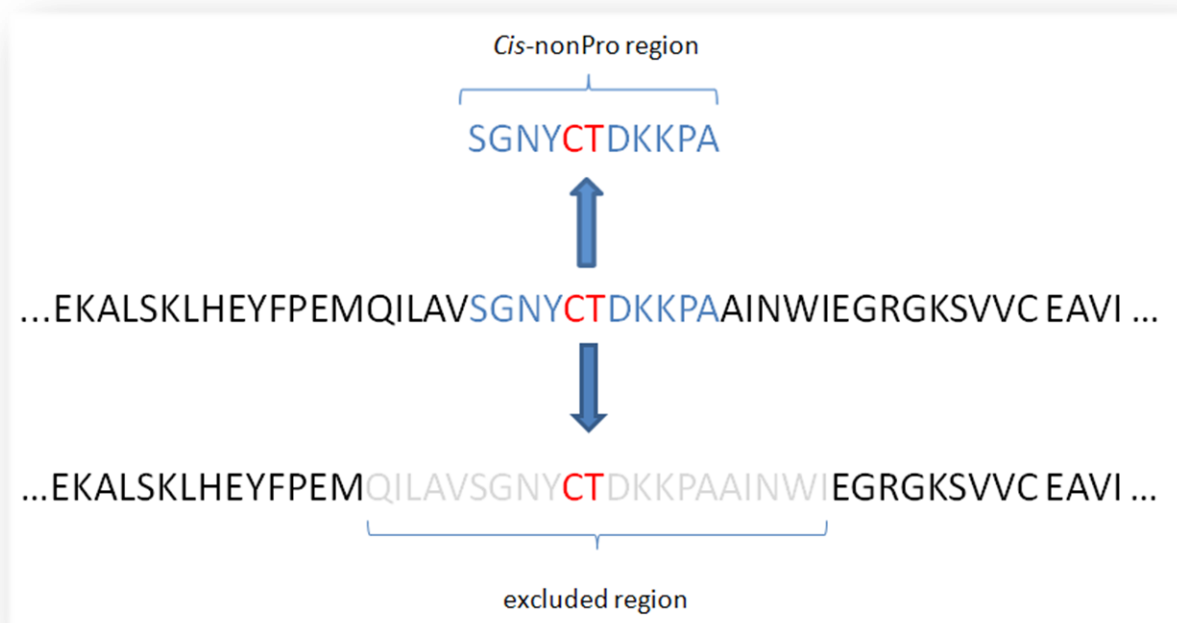 Cis-nonPro region
SGNYCTDKKPA
...EKALSKLHEYFPEMQILAVSGNYCTDKKPAAINWIEGRGKSVVC EAVI ...
...EKALSKLHEYFPEMQILAVSGNYCTDKKPAAINWIEGRGKSVVC EAVI ...
excluded region